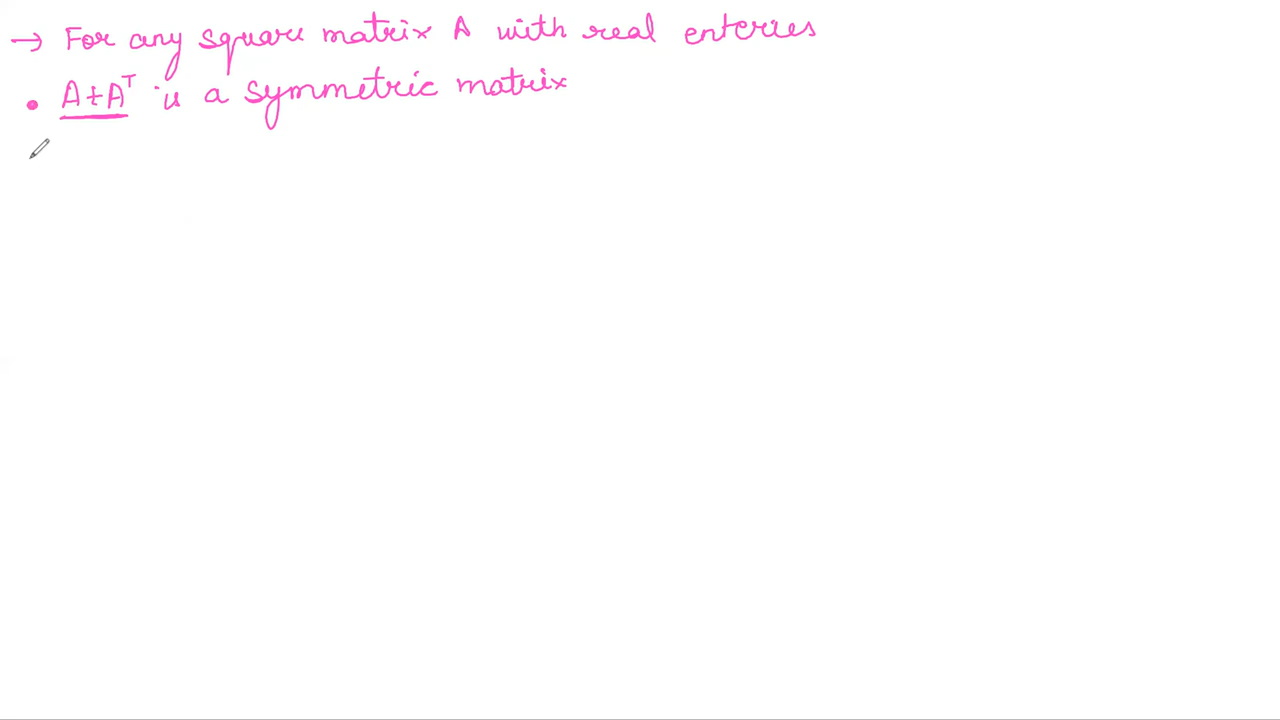 → For any square matrix A with real enteries
• A+Aᵀ is a symmetric matrix